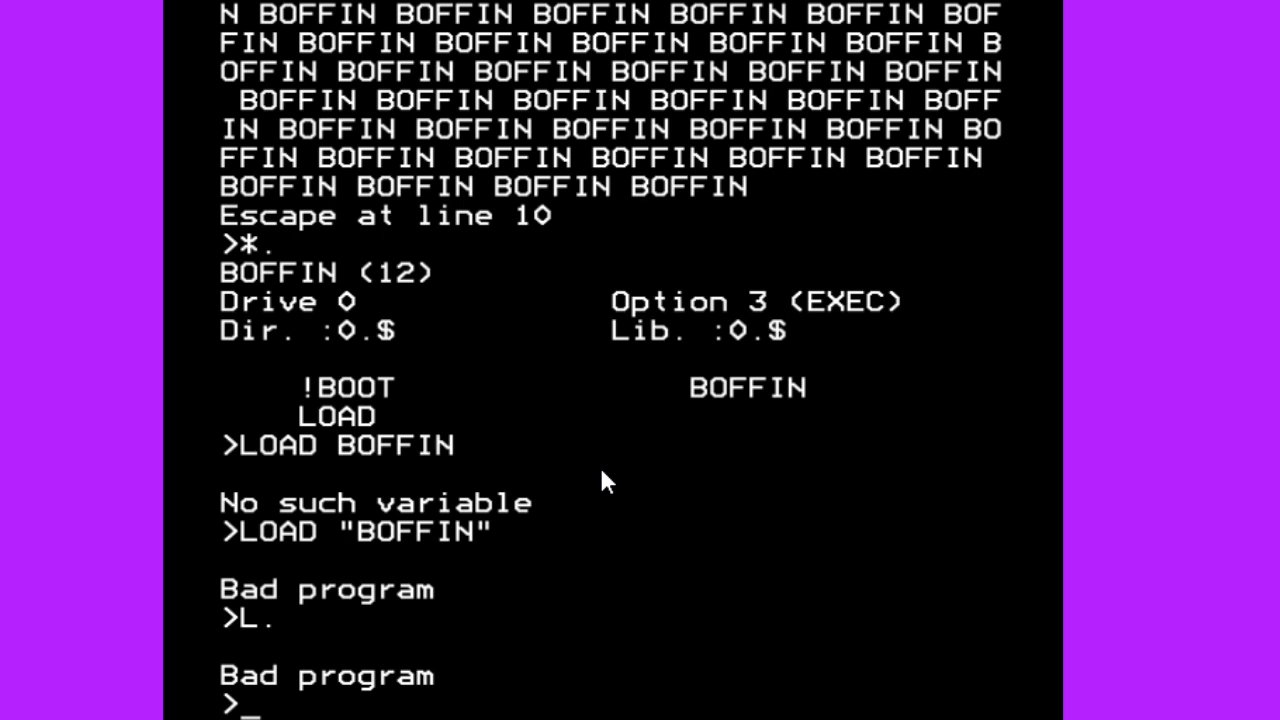 N BOFFIN BOFFIN BOFFIN BOFFIN BOFFIN BOF
FIN BOFFIN BOFFIN BOFFIN BOFFIN BOFFIN B
OFFIN BOFFIN BOFFIN BOFFIN BOFFIN BOFFIN
 BOFFIN BOFFIN BOFFIN BOFFIN BOFFIN BOFF
IN BOFFIN BOFFIN BOFFIN BOFFIN BOFFIN BO
FFIN BOFFIN BOFFIN BOFFIN BOFFIN BOFFIN
BOFFIN BOFFIN BOFFIN BOFFIN
Escape at line 10
>*.
BOFFIN (12)
Drive 0 Option 3 (EXEC)
Dir. :0.$ Lib. :0.$
!BOOT BOFFIN
LOAD
>LOAD BOFFIN
No such variable
>LOAD "BOFFIN"
Bad program
>L.
Bad program
>_